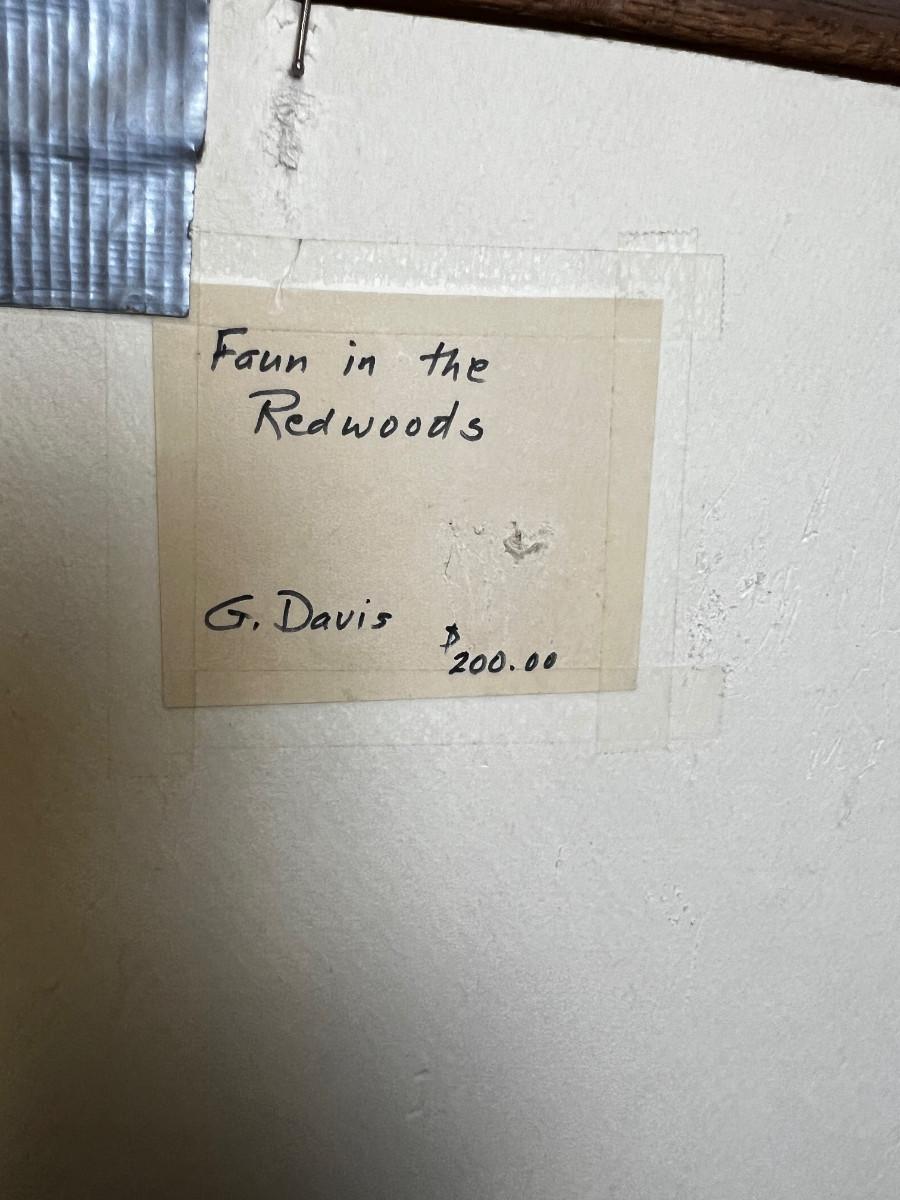 Faun in the
Redwoods
G. Davis
$200.00